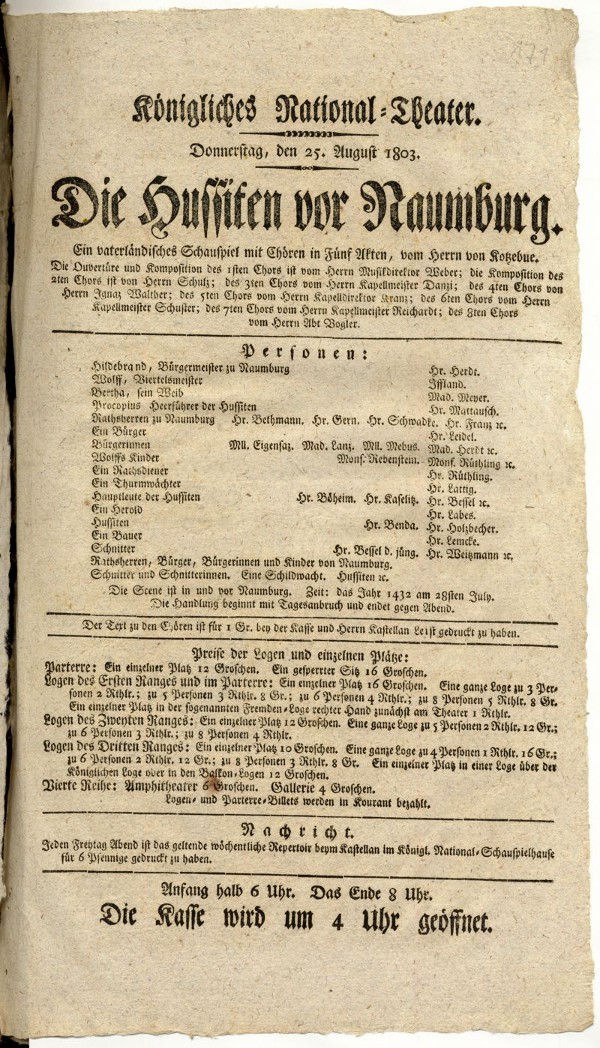 171
Königliches National-Theater.
Donnerstag, den 25. August 1803.
Die Hussiten vor Naumburg.
Ein vaterländisches Schauspiel mit Chören in Fünf Akten, vom Herrn von Kotzebue.
Die Ouvertüre und Komposition des 1sten Chors ist vom Herrn Musikdirektor Weber; die Komposition des
2ten Chors ist von Herrn Schulz; des 3ten Chors vom Herrn Kapellmeister Danzi; des 4ten Chors von
Herrn Ignaz Walther; des 5ten Chors vom Herrn Kapelldirektor Kranz; des 6ten Chors vom Herrn
Kapellmeister Schuster; des 7ten Chors vom Herrn Kapellmeister Reichardt; des 8ten Chors
vom Herrn Abt Vogler.
Personen:
Hildebrand, Bürgermeister zu Naumburg Hr. Herdt.
Wolff, Viertelsmeister Iffland.
Bertha, sein Weib Mad. Meyer.
Procopius Heerführer der Hussiten Hr. Mattausch.
Rathsherren zu Naumburg Hr. Bethmann. Hr. Gern. Hr. Schwadke. Hr. Franz ꝛc.
Ein Bürger Hr. Leidel.
Bürgerinnen Mll. Eigensaz. Mad. Lanz. Mll. Mebus. Mad. Herdt ꝛc.
Wolffs Kinder Mons. Rebenstein. Mons. Rüthling ꝛc.
Ein Rathsdiener Hr. Rüthling.
Ein Thurmwächter Hr. Lattig.
Hauptleute der Hussiten Hr. Böheim. Hr. Kaselitz. Hr. Bessel ꝛc.
Ein Herold Hr. Labes.
Hussiten Hr. Benda. Hr. Holzbecher.
Ein Bauer Hr. Lemcke.
Schnitter Hr. Bessel d. jüng. Hr. Weitzmann ꝛc.
Rathsherren, Bürger, Bürgerinnen und Kinder von Naumburg.
Schnitter und Schnitterinnen. Eine Schildwacht. Hussiten ꝛc.
Die Scene ist in und vor Naumburg. Zeit: das Jahr 1432 am 28sten July.
Die Handlung beginnt mit Tagesanbruch und endet gegen Abend.
Der Text zu den Chören ist für 1 Gr. bey der Kasse und Herrn Kastellan Leist gedruckt zu haben.
Preise der Logen und einzelnen Plätze:
Parterre: Ein einzelner Platz 12 Groschen. Ein gesperrter Sitz 16 Groschen.
Logen des Ersten Ranges und im Parterre: Ein einzelner Platz 16 Groschen. Eine ganze Loge zu 3 Per-
sonen 2 Rthlr.; zu 5 Personen 3 Rthlr. 8 Gr.; zu 6 Personen 4 Rthlr.; zu 8 Personen 5 Rthlr. 8 Gr.
Ein einzelner Platz in der sogenannten Fremden-Loge rechter Hand zunächst am Theater 1 Rthlr.
Logen des Zweyten Ranges: Ein einzelner Platz 12 Groschen. Eine ganze Loge zu 5 Personen 2 Rthlr. 12 Gr.;
zu 6 Personen 3 Rthlr.; zu 8 Personen 4 Rthlr.
Logen des Dritten Ranges: Ein einzelner Platz 10 Groschen. Eine ganze Loge zu 4 Personen 1 Rthlr. 16 Gr.;
zu 6 Personen 2 Rthlr. 12 Gr.; zu 8 Personen 3 Rthlr. 8 Gr. Ein einzelner Platz in einer Loge über der
Königlichen Loge oder in den Balkon-Logen 12 Groschen.
Vierte Reihe: Amphitheater 6 Groschen. Gallerie 4 Groschen.
Logen- und Parterre-Billets werden in Kourant bezahlt.
Nachricht.
Jeden Freytag Abend ist das geltende wöchentliche Repertoir beym Kastellan im Königl. National-Schauspielhause
für 6 Pfennige gedruckt zu haben.
Anfang halb 6 Uhr. Das Ende 8 Uhr.
Die Kasse wird um 4 Uhr geöffnet.